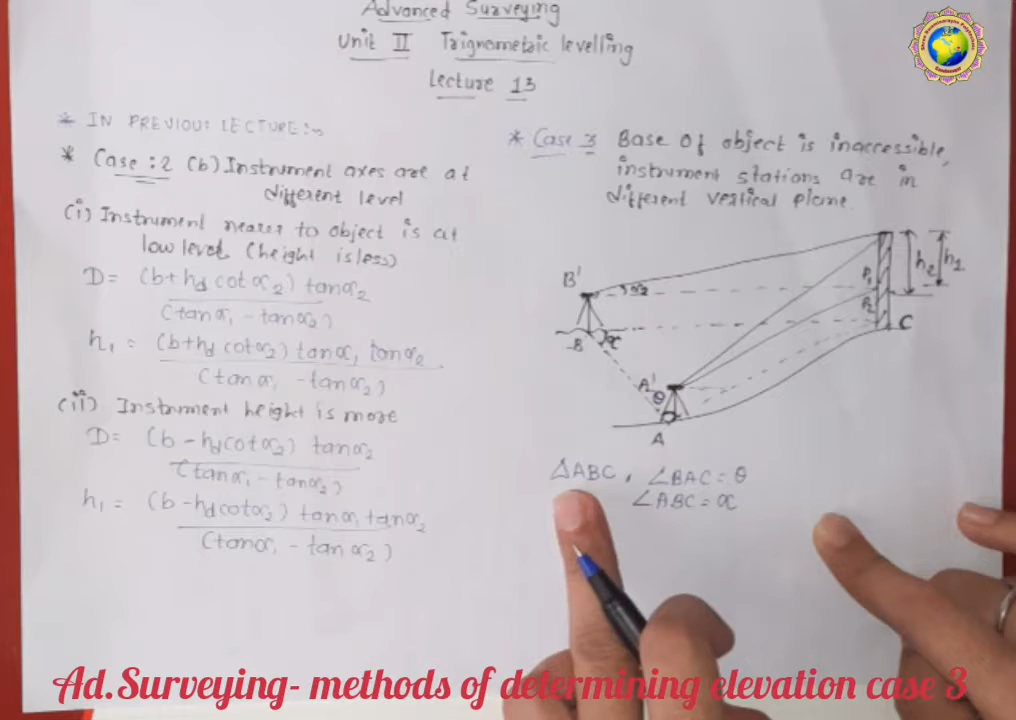 Advanced Surveying
Unit II Trignometric levelling
Lecture 13
* IN PREVIOUS LECTURE:~
* Case : 2 (b) Instrument axes are at
different level
(i) Instrument nearer to object is at
low level (height is less)
D = (b + hd cot α2) tan α2
(tan α1 - tan α2)
h1 = (b + hd cot α2) tan α1 tan α2
(tan α1 - tan α2)
(ii) Instrument height is more
D = (b - hd cot α2) tan α2
(tan α1 - tan α2)
h1 = (b - hd cot α2) tan α1 tan α2
(tan α1 - tan α2)
* Case 3 Base of object is inaccessible,
instrument stations are in
different vertical plane.
B'
α2
P1
P2
h2
h1
B
α
C
A'
θ
A
△ABC, ∠BAC = θ
∠ABC = α
Ad.Surveying- methods of determining elevation case 3